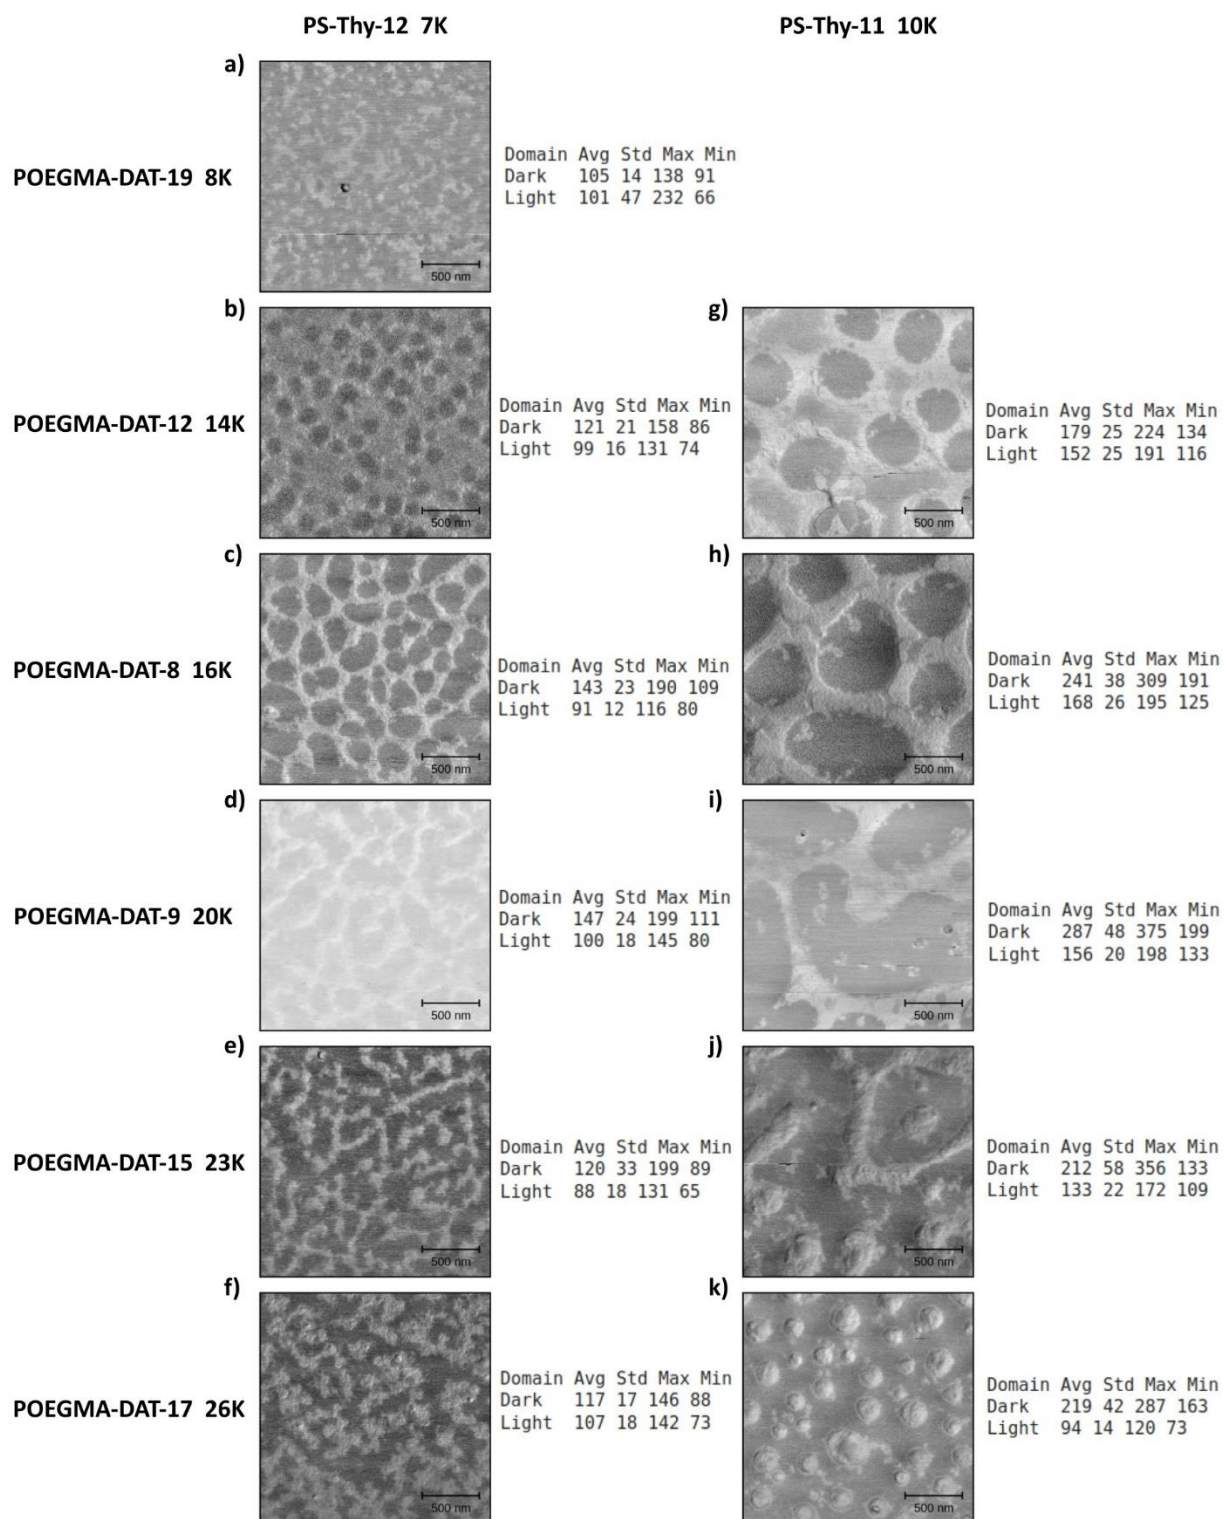 PS-Thy-12 7K
PS-Thy-11 10K
a)
POEGMA-DAT-19 8K
Domain Avg Std Max Min
Dark 105 14 138 91
Light 101 47 232 66
500 nm
b)
POEGMA-DAT-12 14K
Domain Avg Std Max Min
Dark 121 21 158 86
Light 99 16 131 74
500 nm
g)
Domain Avg Std Max Min
Dark 179 25 224 134
Light 152 25 191 116
500 nm
c)
POEGMA-DAT-8 16K
Domain Avg Std Max Min
Dark 143 23 190 109
Light 91 12 116 80
500 nm
h)
Domain Avg Std Max Min
Dark 241 38 309 191
Light 168 26 195 125
500 nm
d)
POEGMA-DAT-9 20K
Domain Avg Std Max Min
Dark 147 24 199 111
Light 100 18 145 80
500 nm
i)
Domain Avg Std Max Min
Dark 287 48 375 199
Light 156 20 198 133
500 nm
e)
POEGMA-DAT-15 23K
Domain Avg Std Max Min
Dark 120 33 199 89
Light 88 18 131 65
500 nm
j)
Domain Avg Std Max Min
Dark 212 58 356 133
Light 133 22 172 109
500 nm
f)
POEGMA-DAT-17 26K
Domain Avg Std Max Min
Dark 117 17 146 88
Light 107 18 142 73
500 nm
k)
Domain Avg Std Max Min
Dark 219 42 287 163
Light 94 14 120 73
500 nm